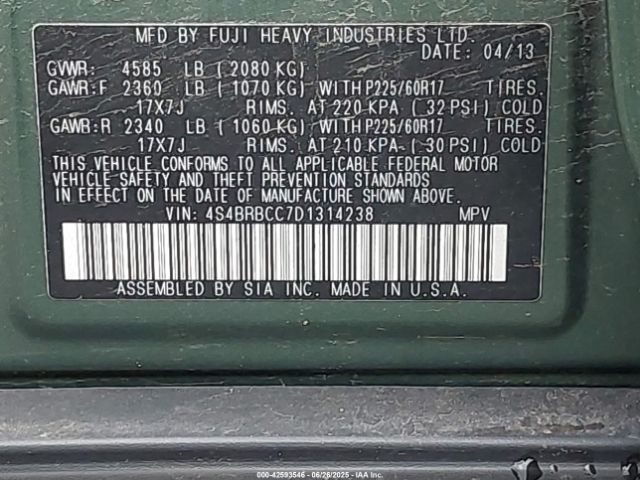 MFD BY FUJI HEAVY INDUSTRIES LTD.
DATE: 04/13
GVWR: 4585 LB ( 2080 KG)
GAWR:F 2360 LB ( 1070 KG) WITH P225/60R17 TIRES.
17X7J RIMS. AT 220 KPA ( 32 PSI) COLD
GAWR:R 2340 LB ( 1060 KG) WITH P225/60R17 TIRES.
17X7J RIMS. AT 210 KPA ( 30 PSI) COLD
THIS VEHICLE CONFORMS TO ALL APPLICABLE FEDERAL MOTOR
VEHICLE SAFETY AND THEFT PREVENTION STANDARDS
IN EFFECT ON THE DATE OF MANUFACTURE SHOWN ABOVE.
VIN: 4S4BRBCC7D1314238 MPV
ASSEMBLED BY SIA INC. MADE IN U.S.A.
000-42593546 - 06/26/2025 - IAA Inc.